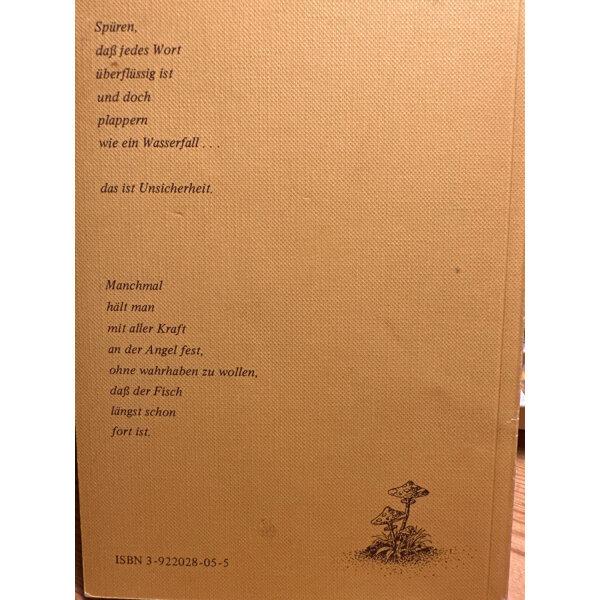 Spüren,
daß jedes Wort
überflüssig ist
und doch
plappern
wie ein Wasserfall . . .
das ist Unsicherheit.
Manchmal
hält man
mit aller Kraft
an der Angel fest,
ohne wahrhaben zu wollen,
daß der Fisch
längst schon
fort ist.
ISBN 3-922028-05-5